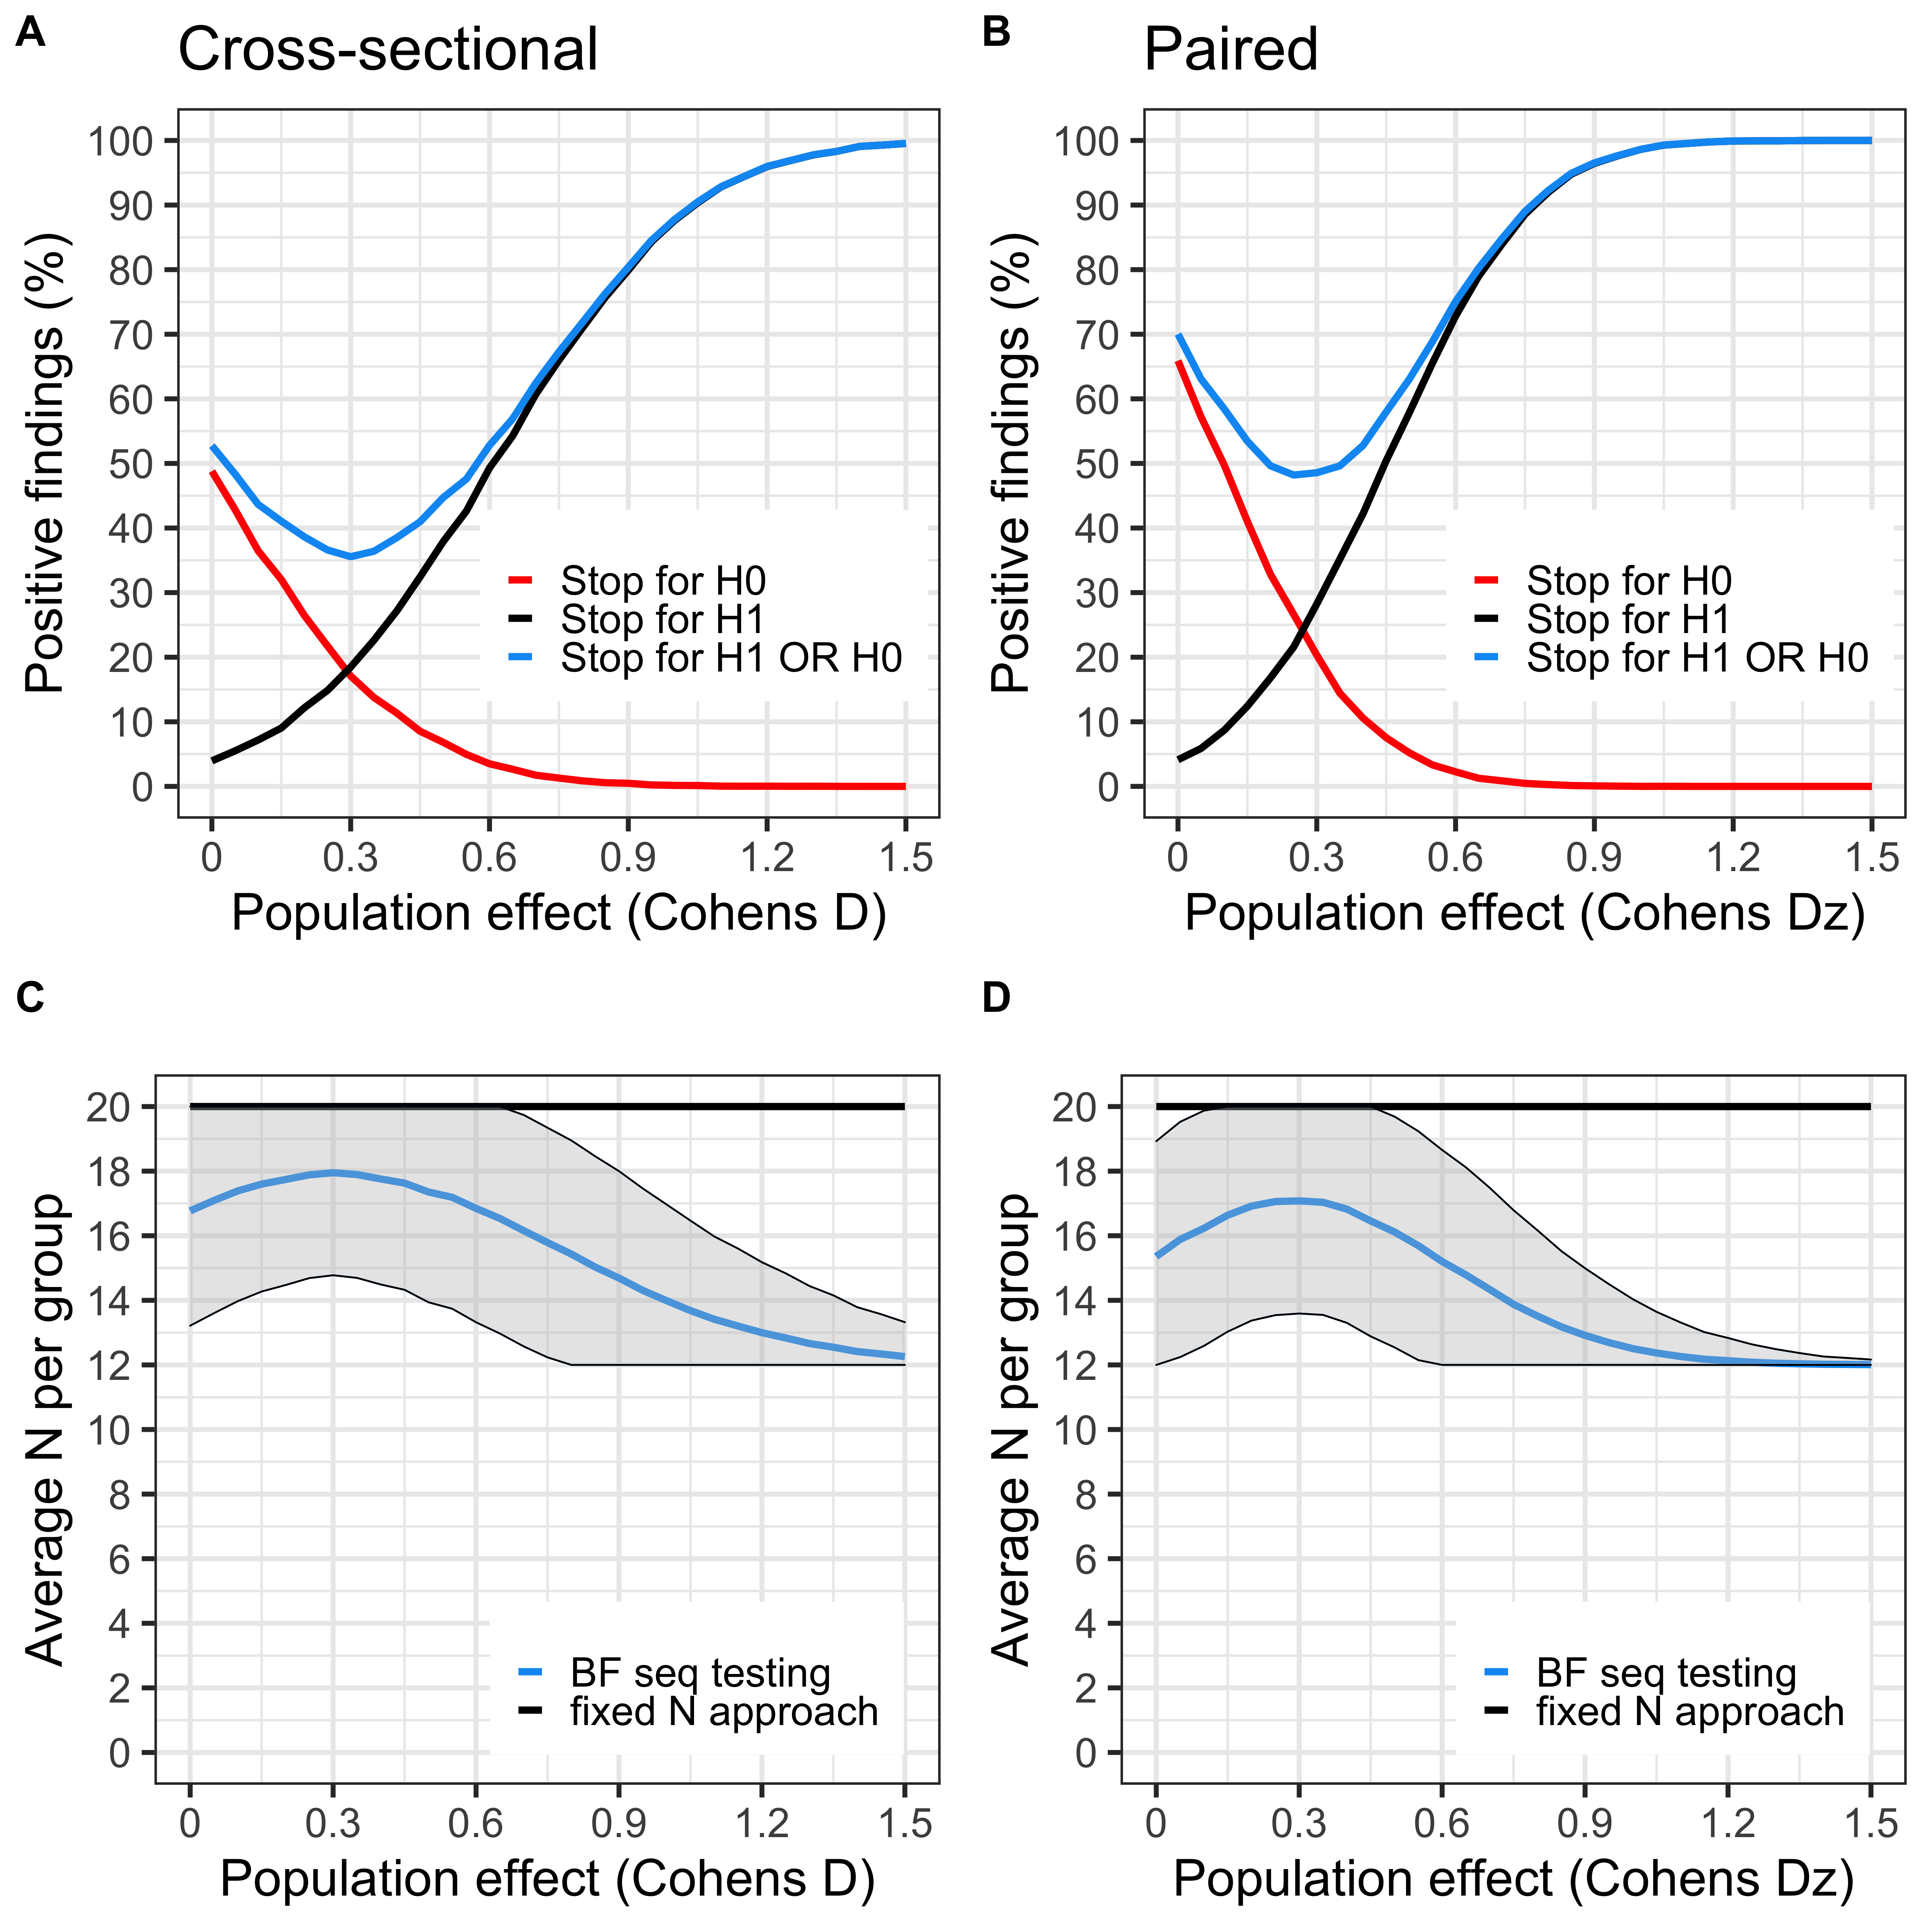 A
Cross-sectional
Positive findings (%)
100
90
80
70
60
50
40
30
20
10
0
Stop for H0
Stop for H1
Stop for H1 OR H0
0 0.3 0.6 0.9 1.2 1.5
Population effect (Cohens D)
B
Paired
Positive findings (%)
100
90
80
70
60
50
40
30
20
10
0
Stop for H0
Stop for H1
Stop for H1 OR H0
0 0.3 0.6 0.9 1.2 1.5
Population effect (Cohens Dz)
C
Average N per group
20
18
16
14
12
10
8
6
4
2
0
BF seq testing
fixed N approach
0 0.3 0.6 0.9 1.2 1.5
Population effect (Cohens D)
D
Average N per group
20
18
16
14
12
10
8
6
4
2
0
BF seq testing
fixed N approach
0 0.3 0.6 0.9 1.2 1.5
Population effect (Cohens Dz)